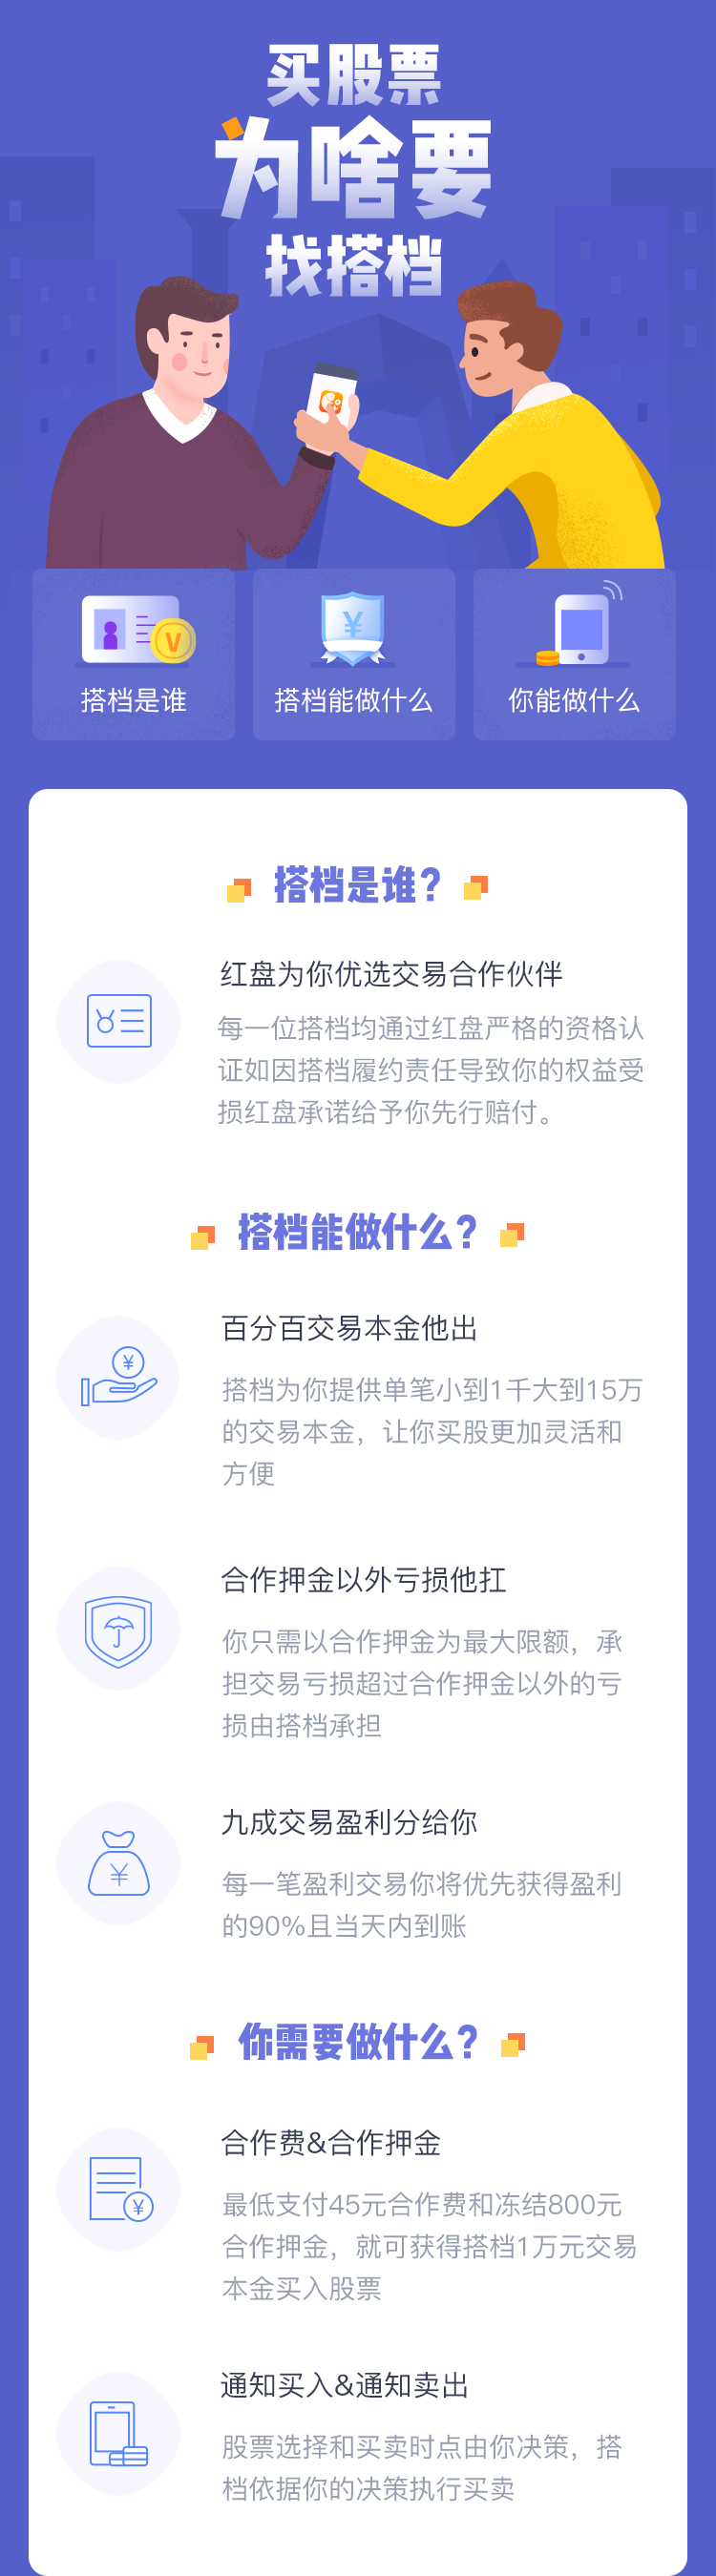 买股票
为啥要
找搭档
V
¥
搭档是谁
搭档能做什么
你能做什么
搭档是谁?
红盘为你优选交易合作伙伴
每一位搭档均通过红盘严格的资格认
证如因搭档履约责任导致你的权益受
损红盘承诺给予你先行赔付。
搭档能做什么?
¥
百分百交易本金他出
搭档为你提供单笔小到1千大到15万
的交易本金，让你买股更加灵活和
方便
合作押金以外亏损他扛
你只需以合作押金为最大限额，承
担交易亏损超过合作押金以外的亏
损由搭档承担
¥
九成交易盈利分给你
每一笔盈利交易你将优先获得盈利
的90%且当天内到账
你需要做什么?
¥
合作费&合作押金
最低支付45元合作费和冻结800元
合作押金，就可获得搭档1万元交易
本金买入股票
通知买入&通知卖出
股票选择和买卖时点由你决策，搭
档依据你的决策执行买卖